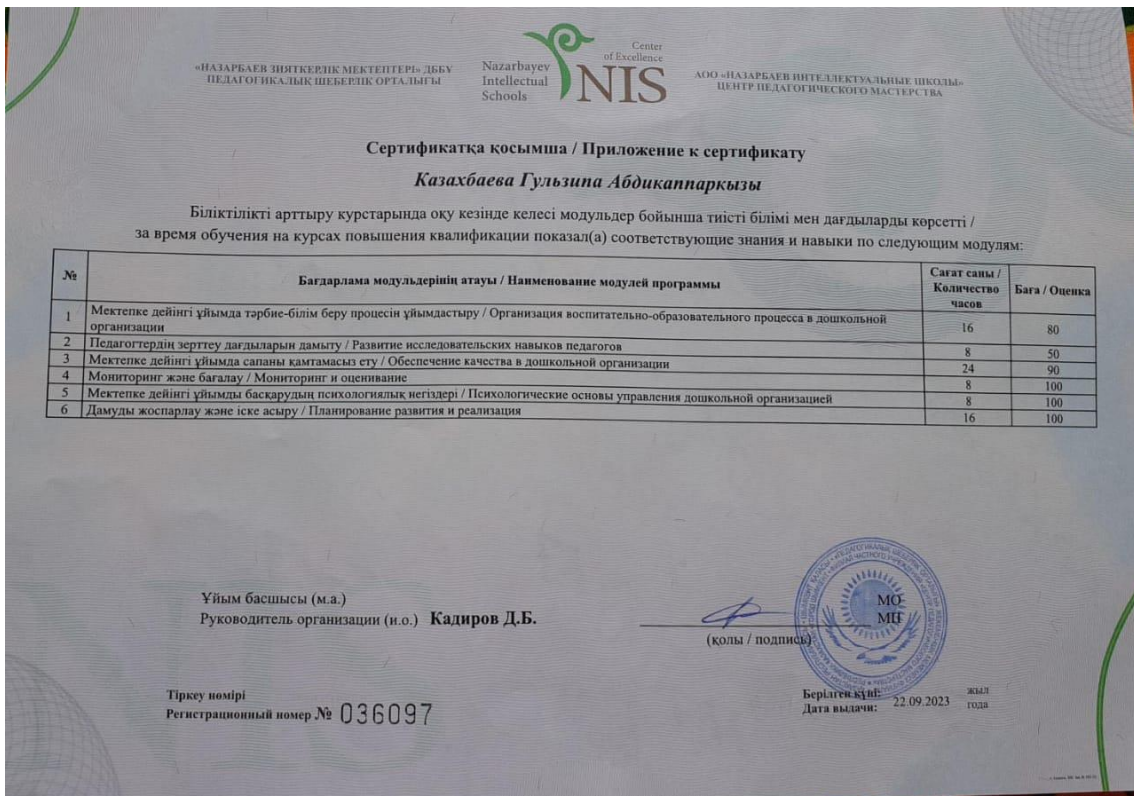 «НАЗАРБАЕВ ЗИЯТКЕРЛІК МЕКТЕПТЕРІ» ДББҰ
ПЕДАГОГИКАЛЫҚ ШЕБЕРЛІК ОРТАЛЫҒЫ
Nazarbayev
Intellectual
Schools
Center
of Excellence
NIS
АОО «НАЗАРБАЕВ ИНТЕЛЛЕКТУАЛЬНЫЕ ШКОЛЫ»
ЦЕНТР ПЕДАГОГИЧЕСКОГО МАСТЕРСТВА
Сертификатқа қосымша / Приложение к сертификату
Казахбаева Гульзипа Абдикаппаркызы
Біліктілікті арттыру курстарында оқу кезінде келесі модульдер бойынша тиісті білімі мен дағдыларды көрсетті /
за время обучения на курсах повышения квалификации показал(а) соответствующие знания и навыки по следующим модулям:
№ Бағдарлама модульдерінің атауы / Наименование модулей программы Сағат саны / Количество часов Баға / Оценка
1 Мектепке дейінгі ұйымда тәрбие-білім беру процесін ұйымдастыру / Организация воспитательно-образовательного процесса в дошкольной
организации 16 80
2 Педагогтердің зерттеу дағдыларын дамыту / Развитие исследовательских навыков педагогов 8 50
3 Мектепке дейінгі ұйымда сапаны қамтамасыз ету / Обеспечение качества в дошкольной организации 24 90
4 Мониторинг және бағалау / Мониторинг и оценивание 8 100
5 Мектепке дейінгі ұйымды басқарудың психологиялық негіздері / Психологические основы управления дошкольной организацией 8 100
6 Дамуды жоспарлау және іске асыру / Планирование развития и реализация 16 100
Ұйым басшысы (м.а.)
Руководитель организации (и.о.) Кадиров Д.Б.
(қолы / подпись)
МО
МП
Тіркеу нөмірі
Регистрационный номер № 036097
Берілген күні:
Дата выдачи: 22.09.2023
жыл
года